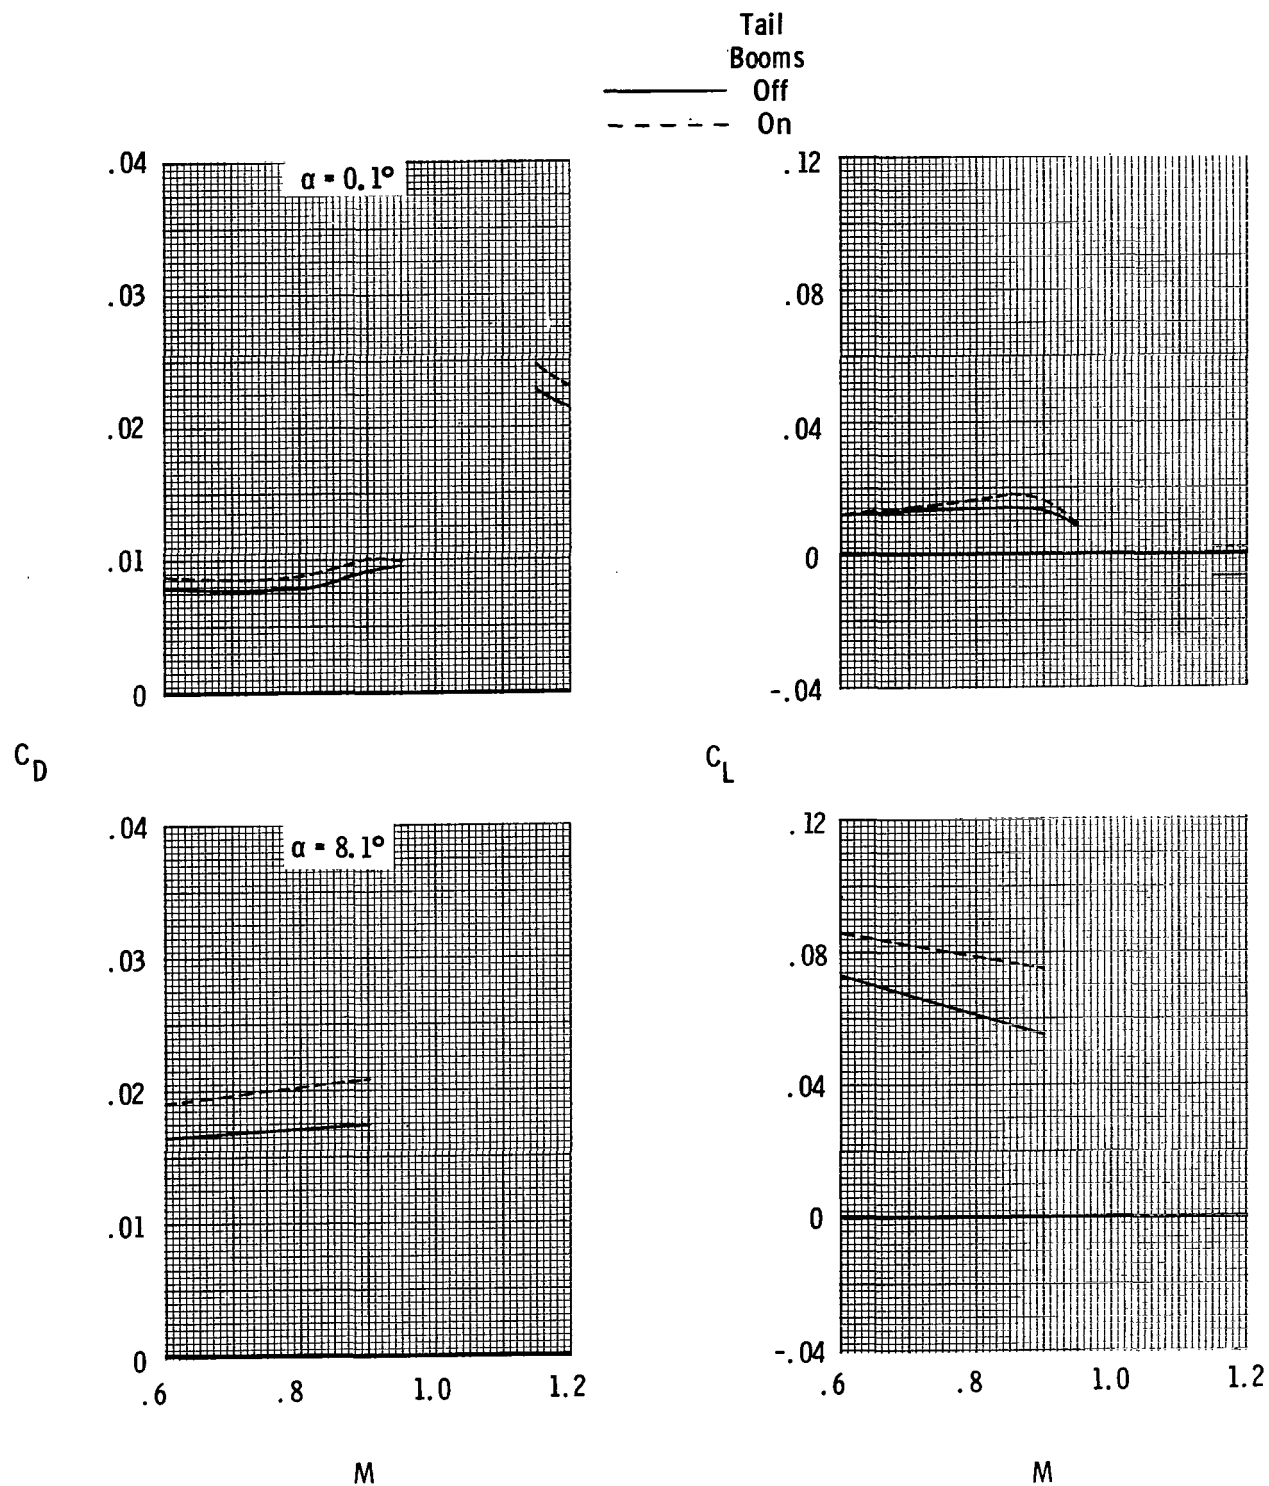 Tail
Booms
Off
On
.04
α = 0.1°
.03
.02
.01
0
.12
.08
.04
0
-.04
C_D
C_L
.04
α = 8.1°
.03
.02
.01
0
.6
.8
1.0
1.2
M
.12
.08
.04
0
-.04
.6
.8
1.0
1.2
M